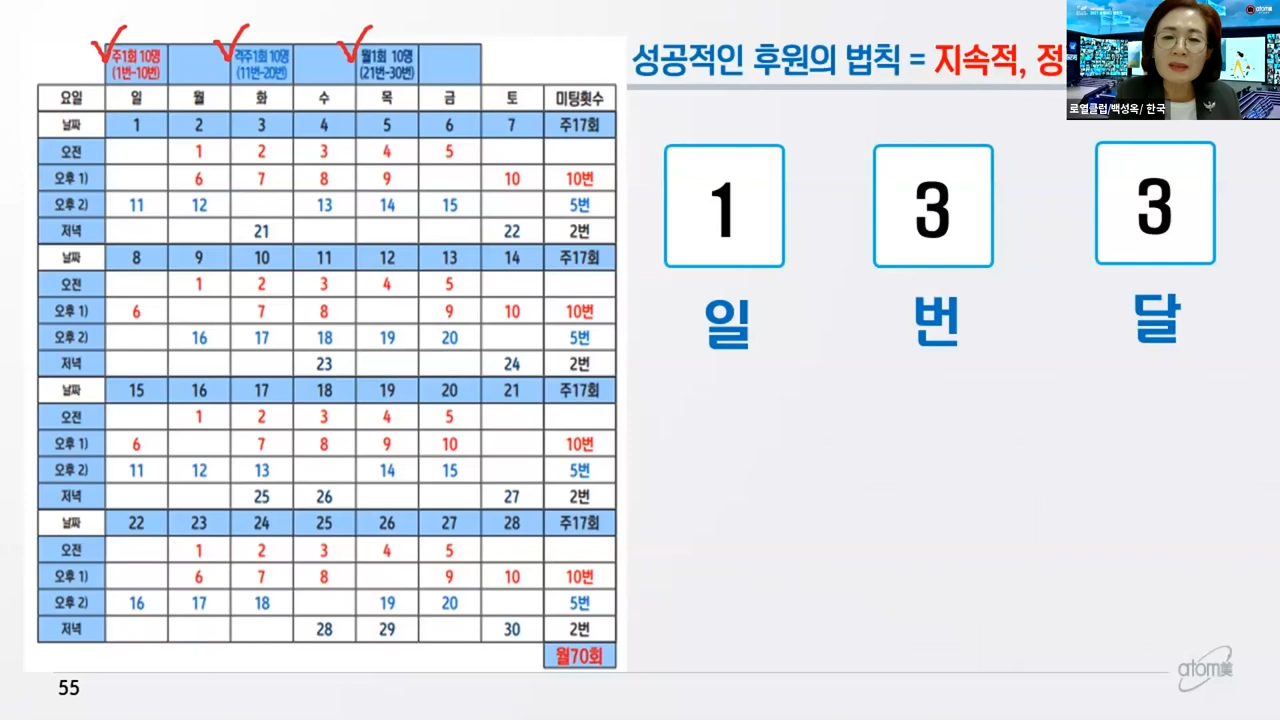 주1회 10명
(1번-10번)
격주1회 10명
(11번-20번)
월1회 10명
(21번-30번)
요일 일 월 화 수 목 금 토 미팅횟수
날짜 1 2 3 4 5 6 7 주17회
오전 1 2 3 4 5
오후 1) 6 7 8 9 10 10번
오후 2) 11 12 13 14 15 5번
저녁 21 22 2번
날짜 8 9 10 11 12 13 14 주17회
오전 1 2 3 4 5
오후 1) 6 7 8 9 10 10번
오후 2) 16 17 18 19 20 5번
저녁 23 24 2번
날짜 15 16 17 18 19 20 21 주17회
오전 1 2 3 4 5
오후 1) 6 7 8 9 10 10번
오후 2) 11 12 13 14 15 5번
저녁 25 26 27 2번
날짜 22 23 24 25 26 27 28 주17회
오전 1 2 3 4 5
오후 1) 6 7 8 9 10 10번
오후 2) 16 17 18 19 20 5번
저녁 28 29 30 2번
월70회
55
성공적인 후원의 법칙 = 지속적, 정
1 3 3
일 번 달
로열클럽/백성옥/ 한국
atom美